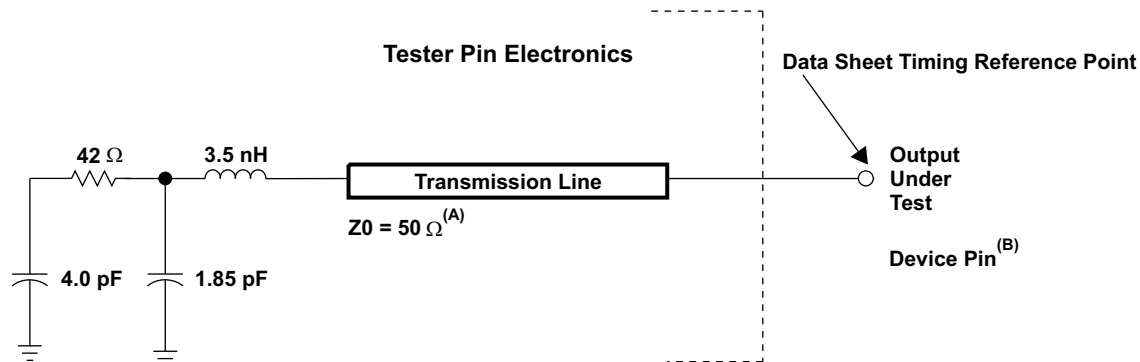 Tester Pin Electronics
Data Sheet Timing Reference Point
42 Ω
3.5 nH
Transmission Line
Output
Under
Test
Z0 = 50 Ω(A)
Device Pin(B)
4.0 pF
1.85 pF